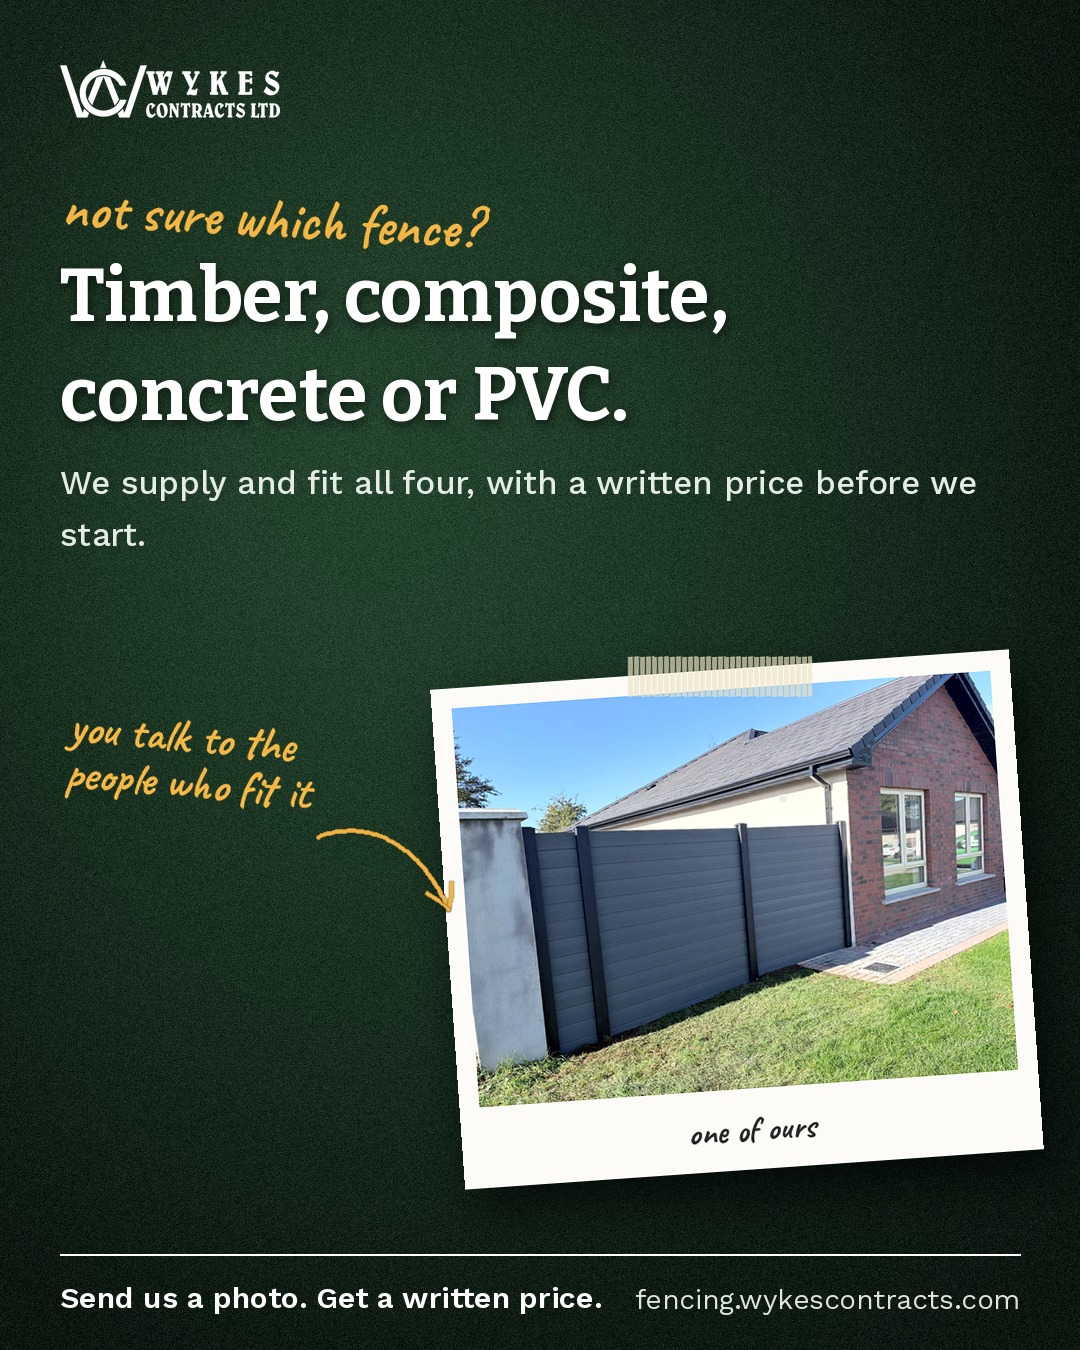 WYKES
CONTRACTS LTD
not sure which fence?
Timber, composite,
concrete or PVC.
We supply and fit all four, with a written price before we
start.
you talk to the
people who fit it
one of ours
Send us a photo. Get a written price.
fencing.wykescontracts.com